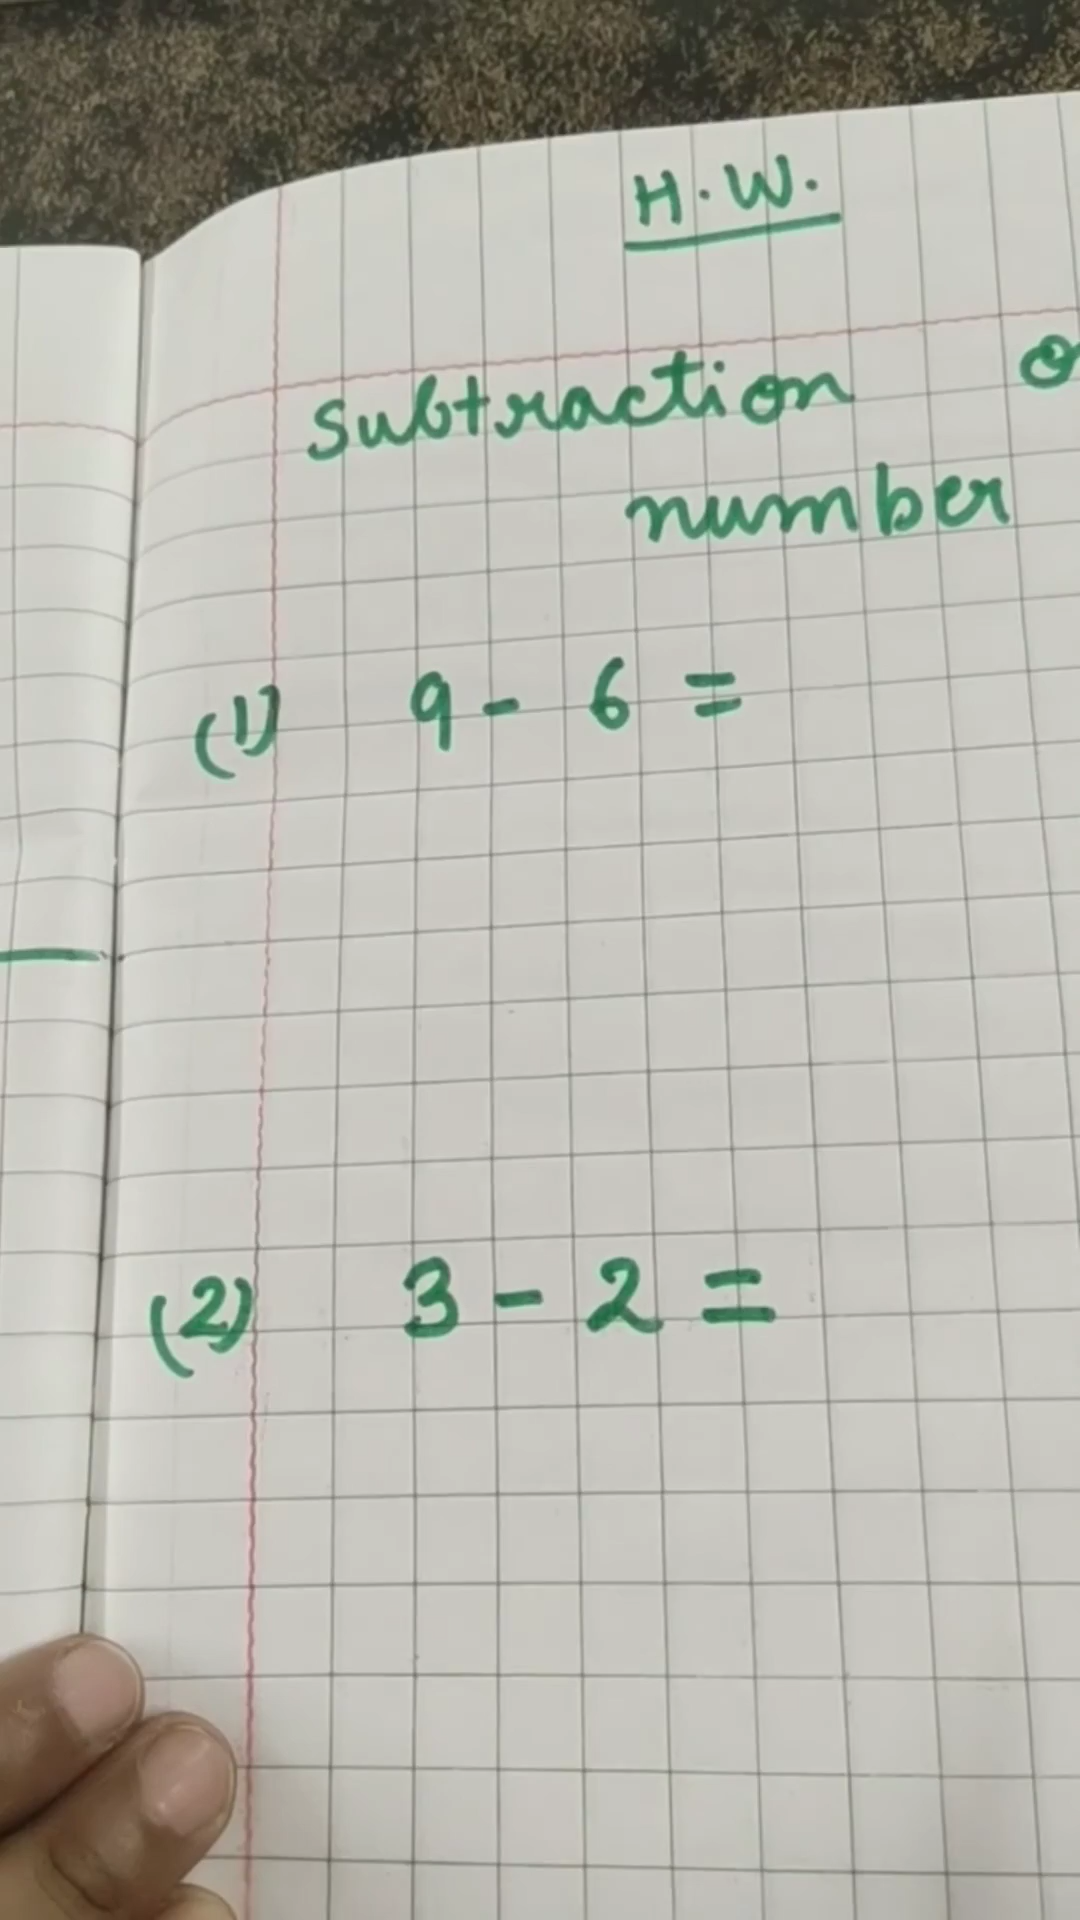 H.W.
Subtraction
number
(1) 9 - 6 =
(2) 3 - 2 =